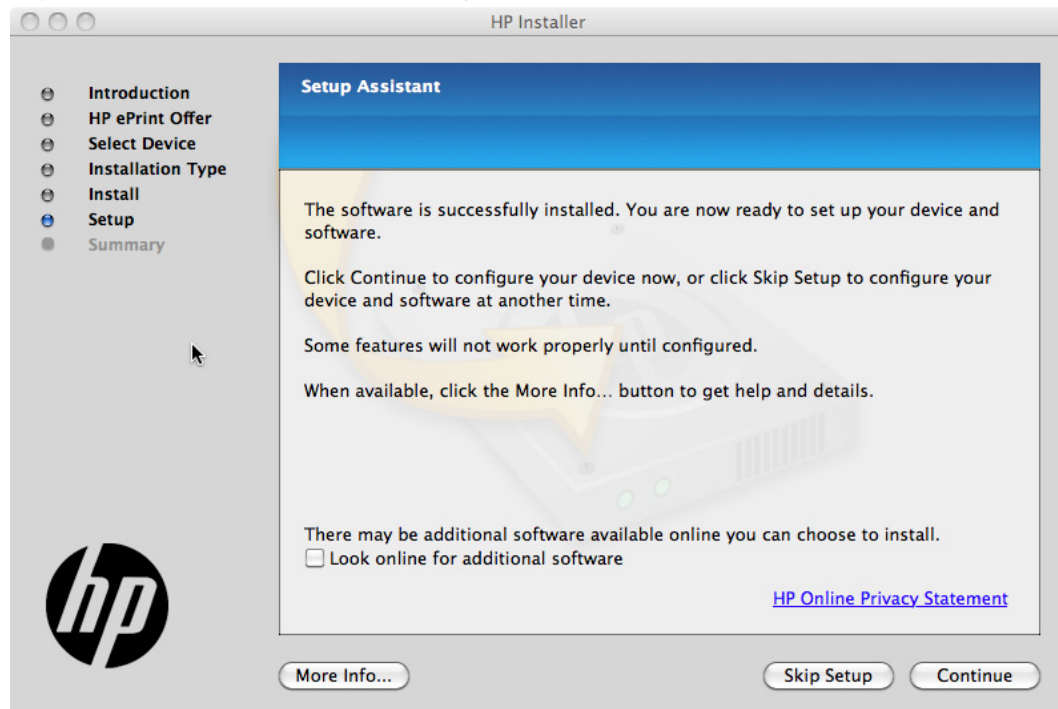 HP Installer
Introduction
HP ePrint Offer
Select Device
Installation Type
Install
Setup
Summary
Setup Assistant
The software is successfully installed. You are now ready to set up your device and
software.
Click Continue to configure your device now, or click Skip Setup to configure your
device and software at another time.
Some features will not work properly until configured.
When available, click the More Info... button to get help and details.
There may be additional software available online you can choose to install.
Look online for additional software
HP Online Privacy Statement
hp
More Info...
Skip Setup
Continue